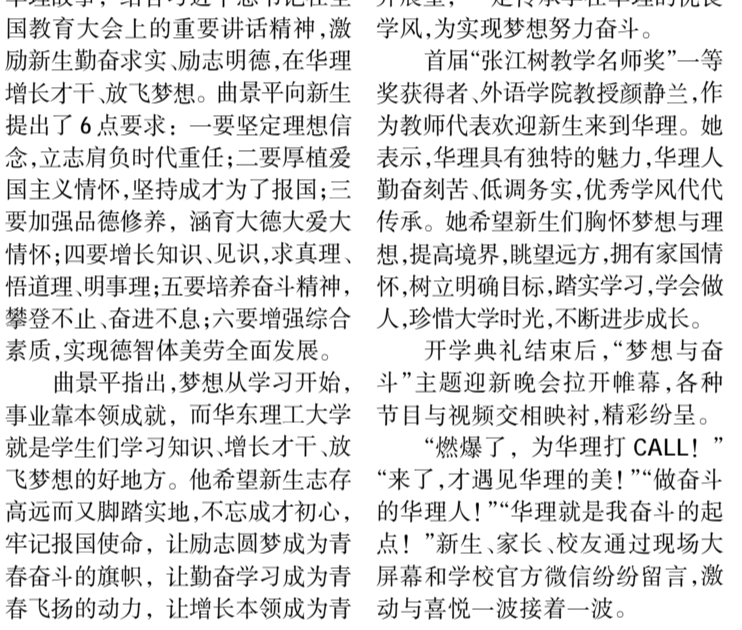 国教育大会上的重要讲话精神,激
励新生勤奋求实、励志明德,在华理
增长才干、放飞梦想。曲景平向新生
提出了6点要求：一要坚定理想信
念,立志肩负时代重任;二要厚植爱
国主义情怀,坚持成才为了报国;三
要加强品德修养，涵育大德大爱大
情怀;四要增长知识、见识,求真理、
悟道理、明事理;五要培养奋斗精神,
攀登不止、奋进不息;六要增强综合
素质,实现德智体美劳全面发展。
曲景平指出,梦想从学习开始,
事业靠本领成就，而华东理工大学
就是学生们学习知识、增长才干、放
飞梦想的好地方。他希望新生志存
高远而又脚踏实地,不忘成才初心,
牢记报国使命，让励志圆梦成为青
春奋斗的旗帜，让勤奋学习成为青
春飞扬的动力，让增长本领成为青
学风,为实现梦想努力奋斗。
首届“张江树教学名师奖”一等
奖获得者、外语学院教授颜静兰,作
为教师代表欢迎新生来到华理。她
表示,华理具有独特的魅力,华理人
勤奋刻苦、低调务实,优秀学风代代
传承。她希望新生们胸怀梦想与理
想,提高境界,眺望远方,拥有家国情
怀,树立明确目标,踏实学习,学会做
人,珍惜大学时光,不断进步成长。
开学典礼结束后,“梦想与奋
斗”主题迎新晚会拉开帷幕,各种
节目与视频交相映衬,精彩纷呈。
“燃爆了，为华理打 CALL！”
“来了,才遇见华理的美！”“做奋斗
的华理人！”“华理就是我奋斗的起
点！”新生、家长、校友通过现场大
屏幕和学校官方微信纷纷留言,激
动与喜悦一波接着一波。